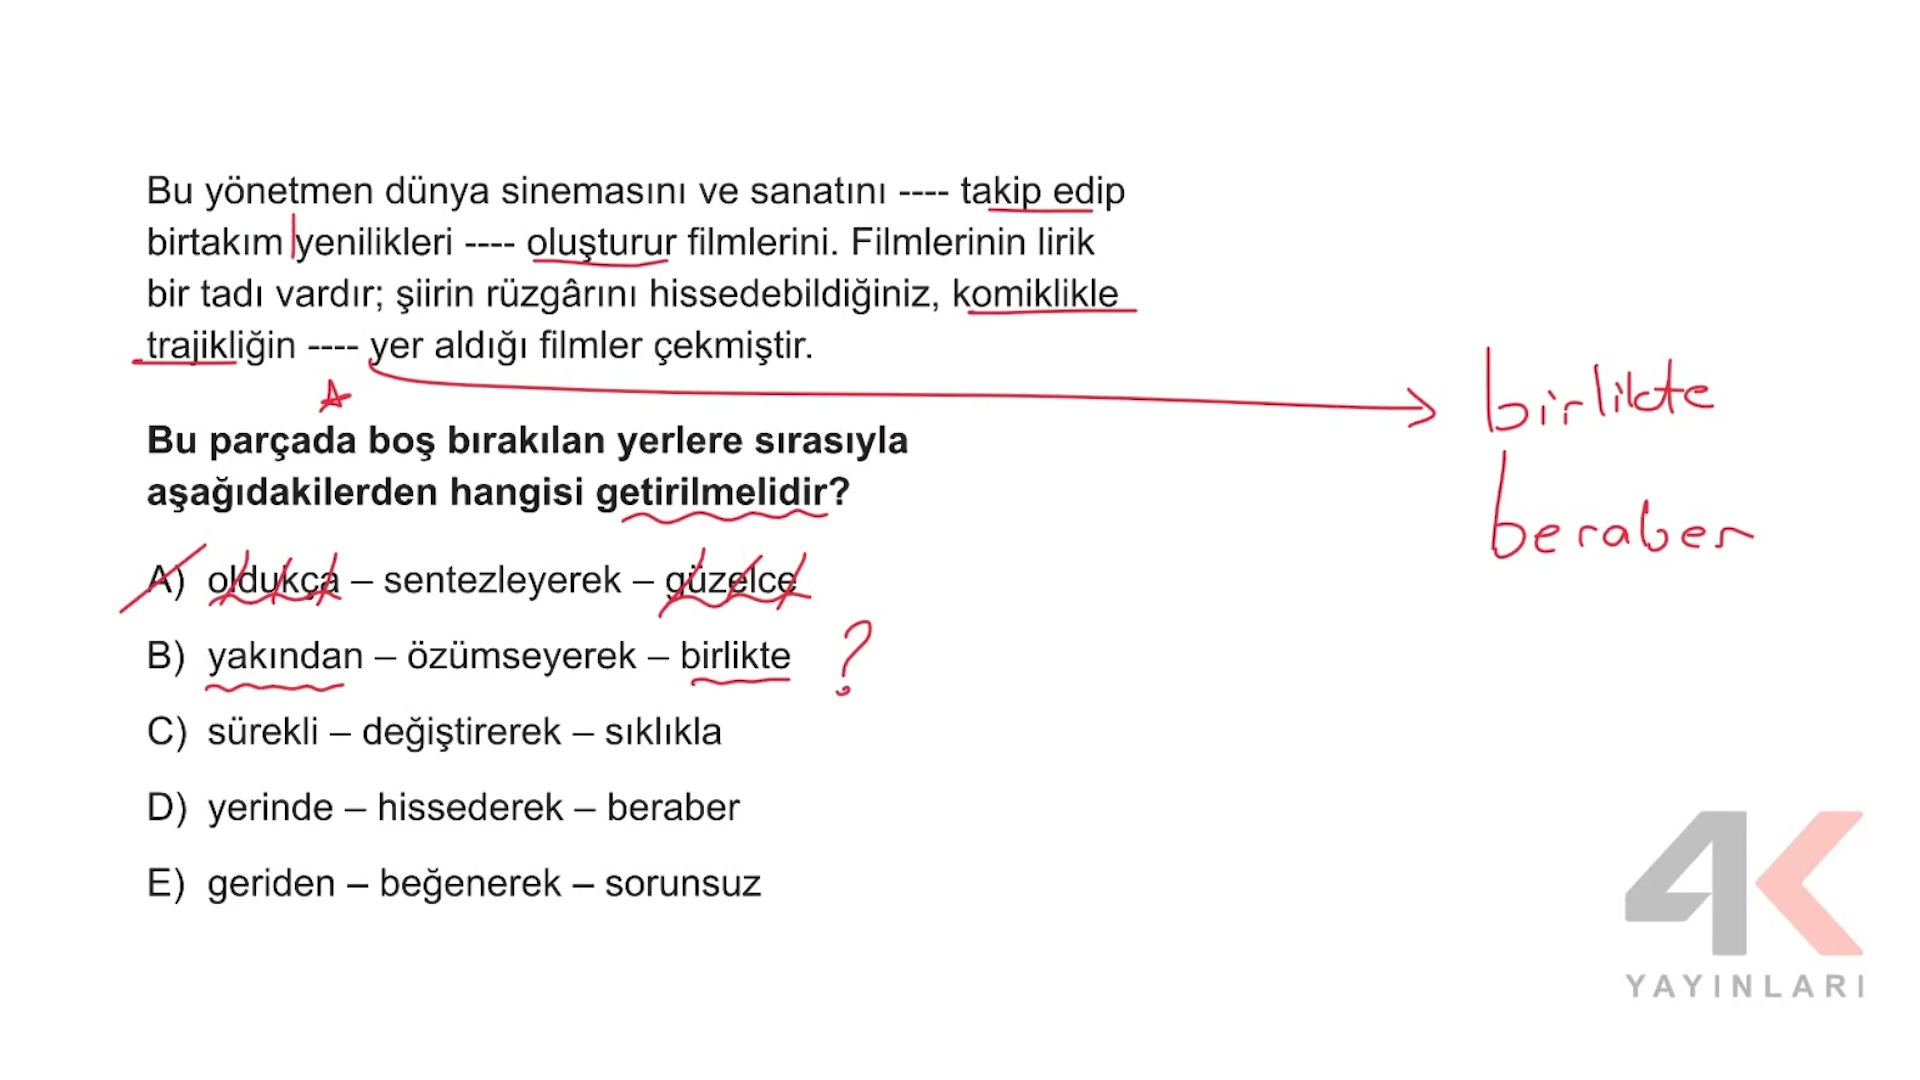 Bu yönetmen dünya sinemasını ve sanatını ---- takip edip
birtakım yenilikleri ---- oluşturur filmlerini. Filmlerinin lirik
bir tadı vardır; şiirin rüzgârını hissedebildiğiniz, komiklikle
trajikliğin ---- yer aldığı filmler çekmiştir.
birlikte
beraber
Bu parçada boş bırakılan yerlere sırasıyla
aşağıdakilerden hangisi getirilmelidir?
A) oldukça – sentezleyerek – güzelce
B) yakından – özümseyerek – birlikte ?
C) sürekli – değiştirerek – sıklıkla
D) yerinde – hissederek – beraber
E) geriden – beğenerek – sorunsuz
4K
YAYINLARI